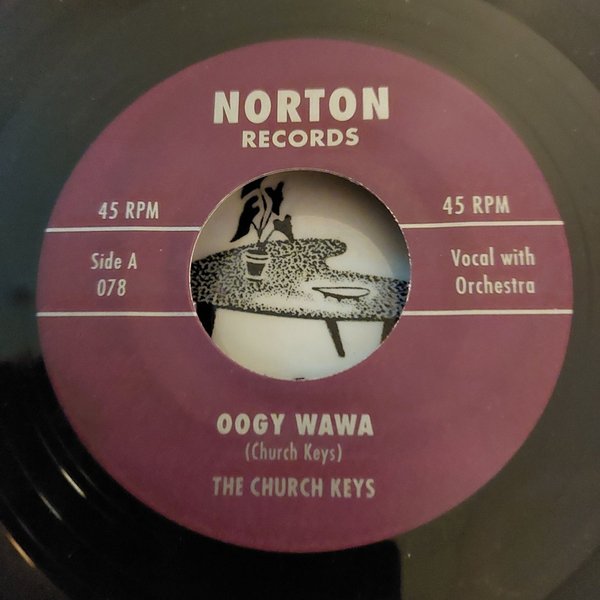 NORTON
RECORDS
45 RPM
45 RPM
Side A
078
Vocal with
Orchestra
OOGY WAWA
(Church Keys)
THE CHURCH KEYS